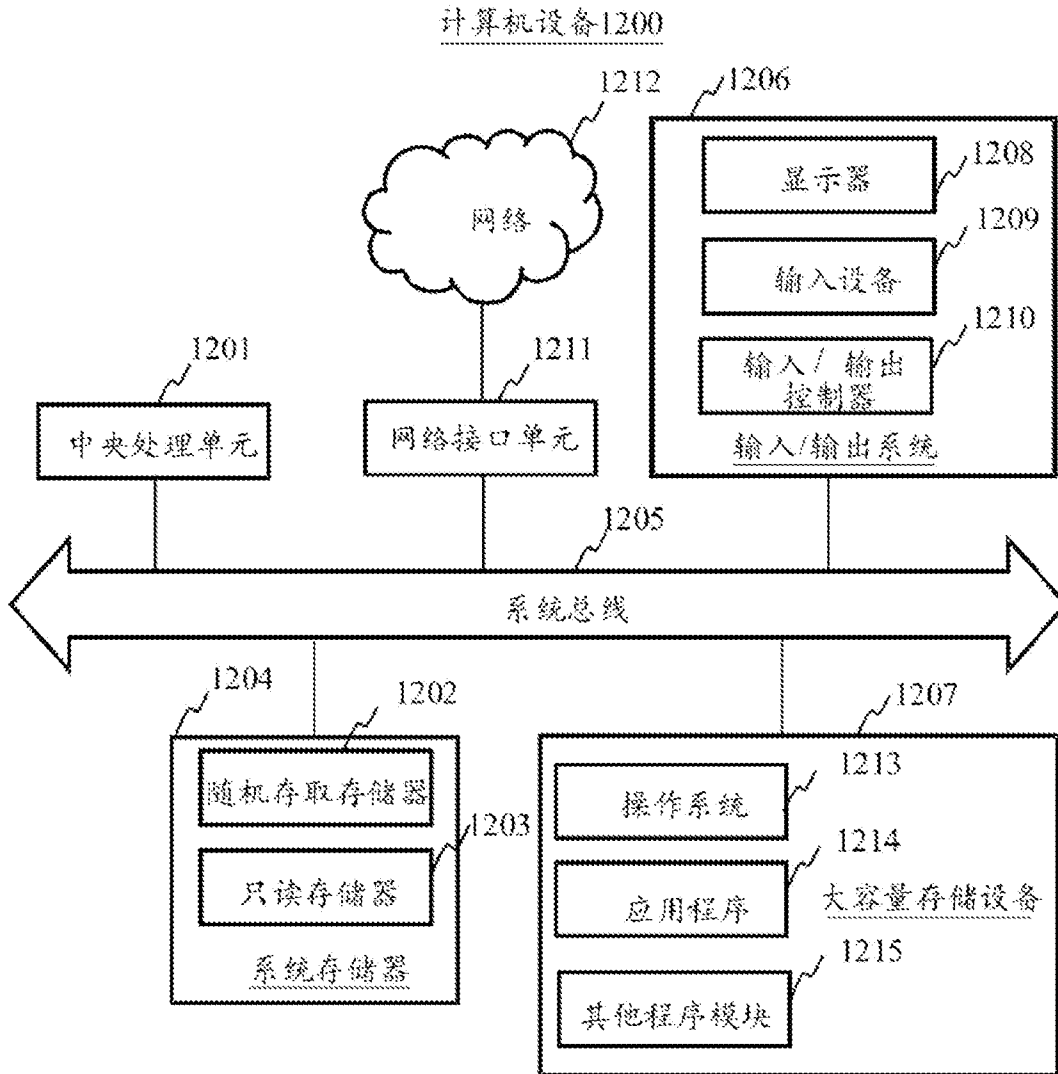 计算机设备1200
1212
1206
显示器
1208
网络
1209
输入设备
1210
1201
1211
输入/ 输出
控制器
中央处理单元
网络接口单元
输入/输出系统
1205
系统总线
1204
1202
1207
随机存取存储器
1213
操作系统
1203
只读存储器
1214
应用程序
大容量存储设备
系统存储器
1215
其他程序模块